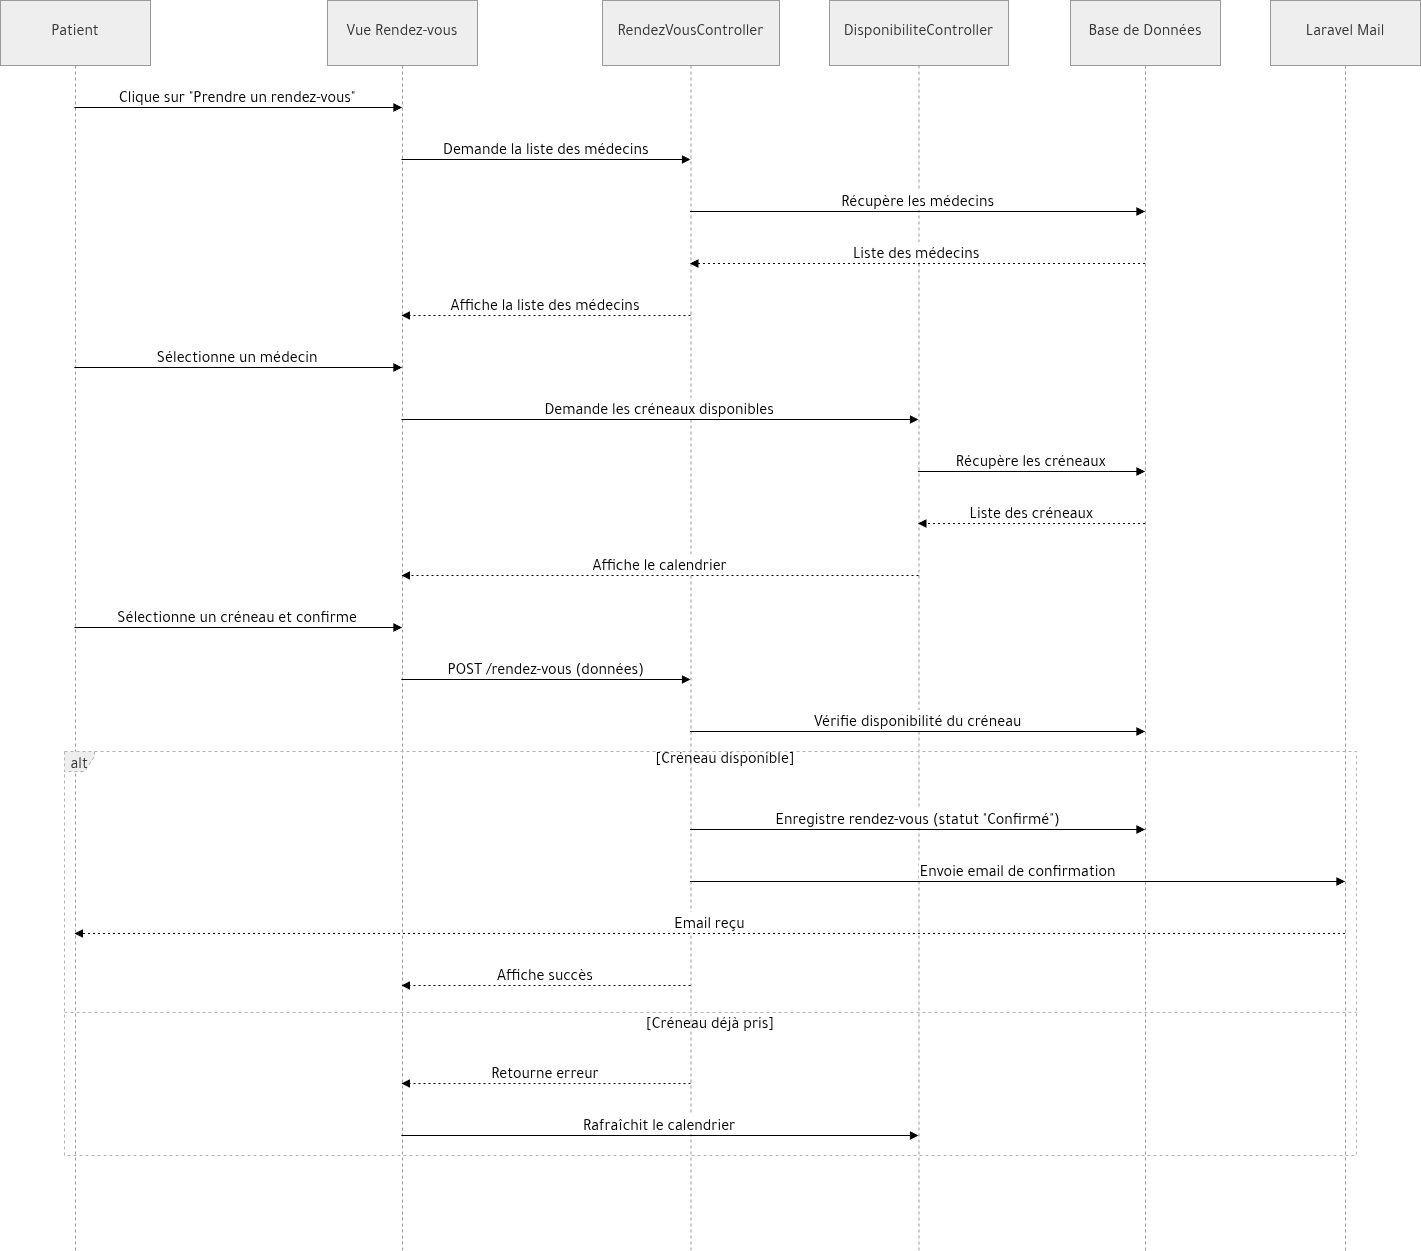 Patient
Vue Rendez-vous
RendezVousController
DisponibiliteController
Base de Données
Laravel Mail
Clique sur "Prendre un rendez-vous"
Demande la liste des médecins
Récupère les médecins
Liste des médecins
Affiche la liste des médecins
Sélectionne un médecin
Demande les créneaux disponibles
Récupère les créneaux
Liste des créneaux
Affiche le calendrier
Sélectionne un créneau et confirme
POST /rendez-vous (données)
Vérifie disponibilité du créneau
alt
[Créneau disponible]
Enregistre rendez-vous (statut "Confirmé")
Envoie email de confirmation
Email reçu
Affiche succès
[Créneau déjà pris]
Retourne erreur
Rafraîchit le calendrier